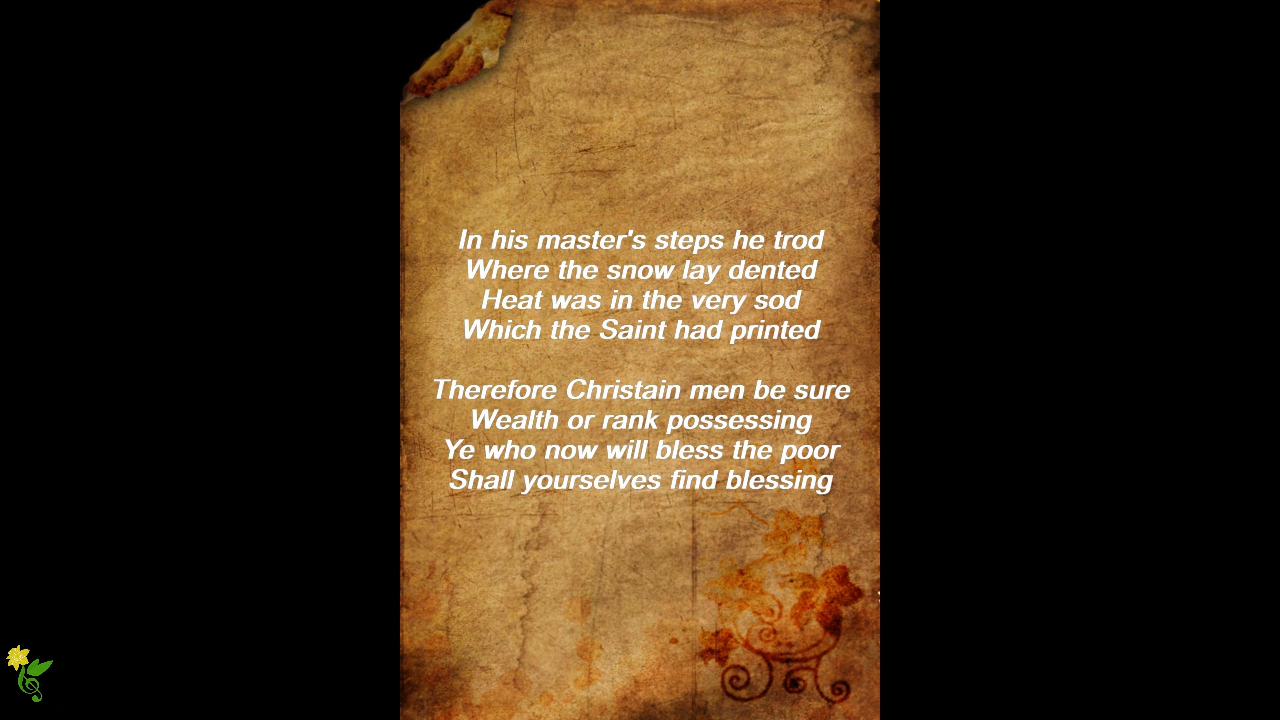 In his master's steps he trod
Where the snow lay dented
Heat was in the very sod
Which the Saint had printed
Therefore Christain men be sure
Wealth or rank possessing
Ye who now will bless the poor
Shall yourselves find blessing